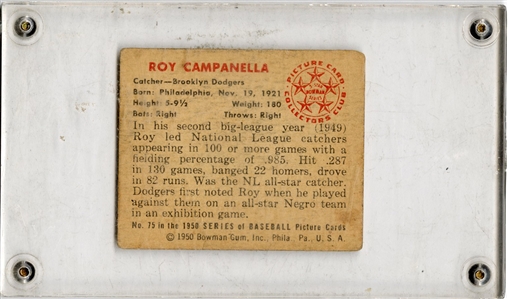 ROY CAMPANELLA
Catcher—Brooklyn Dodgers
Born: Philadelphia, Nov. 19, 1921
Height: 5-9½ Weight: 180
Bats: Right Throws: Right
PICTURE CARD
COLLECTORS CLUB
BOWMAN
In his second big-league year (1949)
Roy led National League catchers
appearing in 100 or more games with a
fielding percentage of .985. Hit .287
in 130 games, banged 22 homers, drove
in 82 runs. Was the NL all-star catcher.
Dodgers first noted Roy when he played
against them on an all-star Negro team
in an exhibition game.
No. 75 in the 1950 SERIES of BASEBALL Picture Cards
© 1950 Bowman Gum, Inc., Phila., Pa., U. S. A.